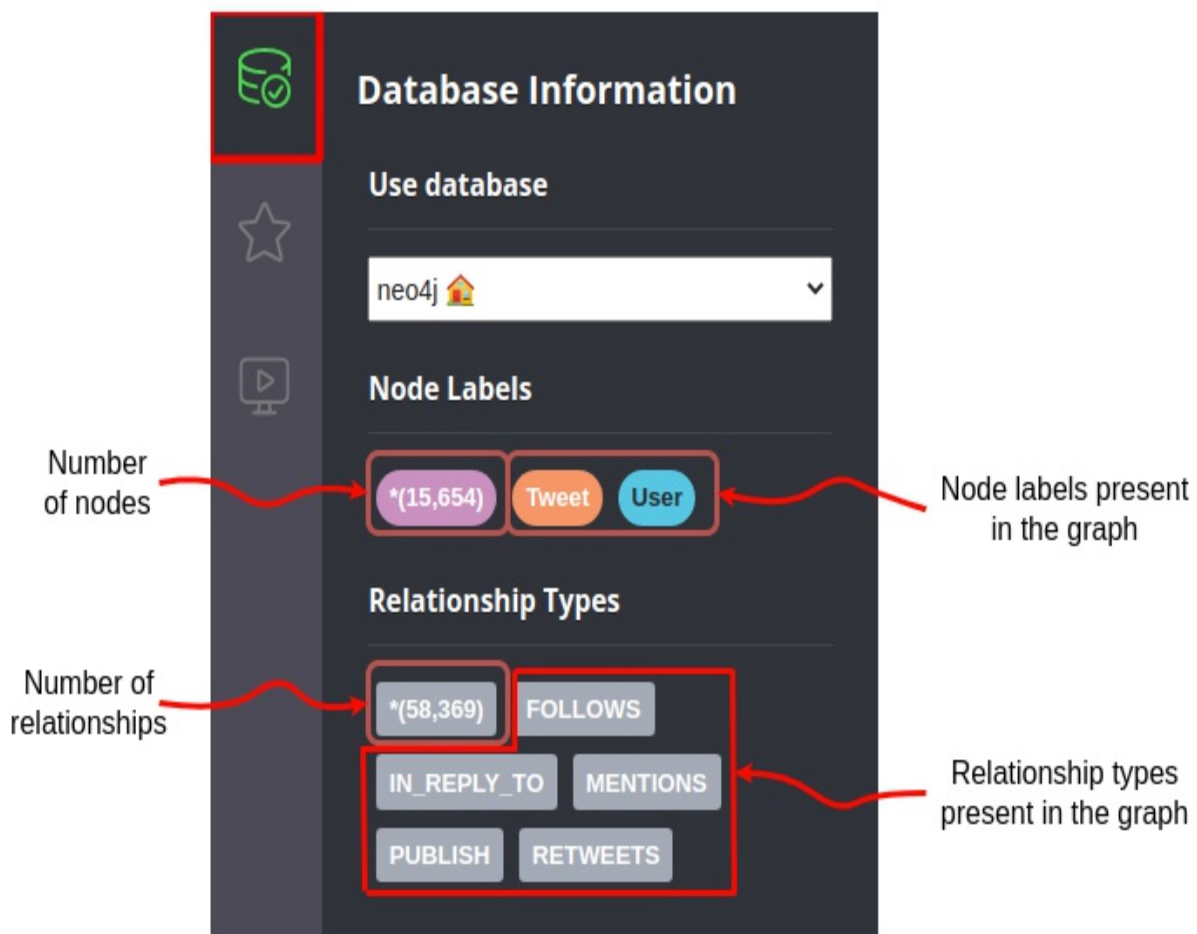 Database Information
Use database
neo4j 🏠
Node Labels
Number
of nodes
*(15,654) Tweet User
Node labels present
in the graph
Relationship Types
Number of
relationships
*(58,369) FOLLOWS
IN_REPLY_TO MENTIONS
PUBLISH RETWEETS
Relationship types
present in the graph